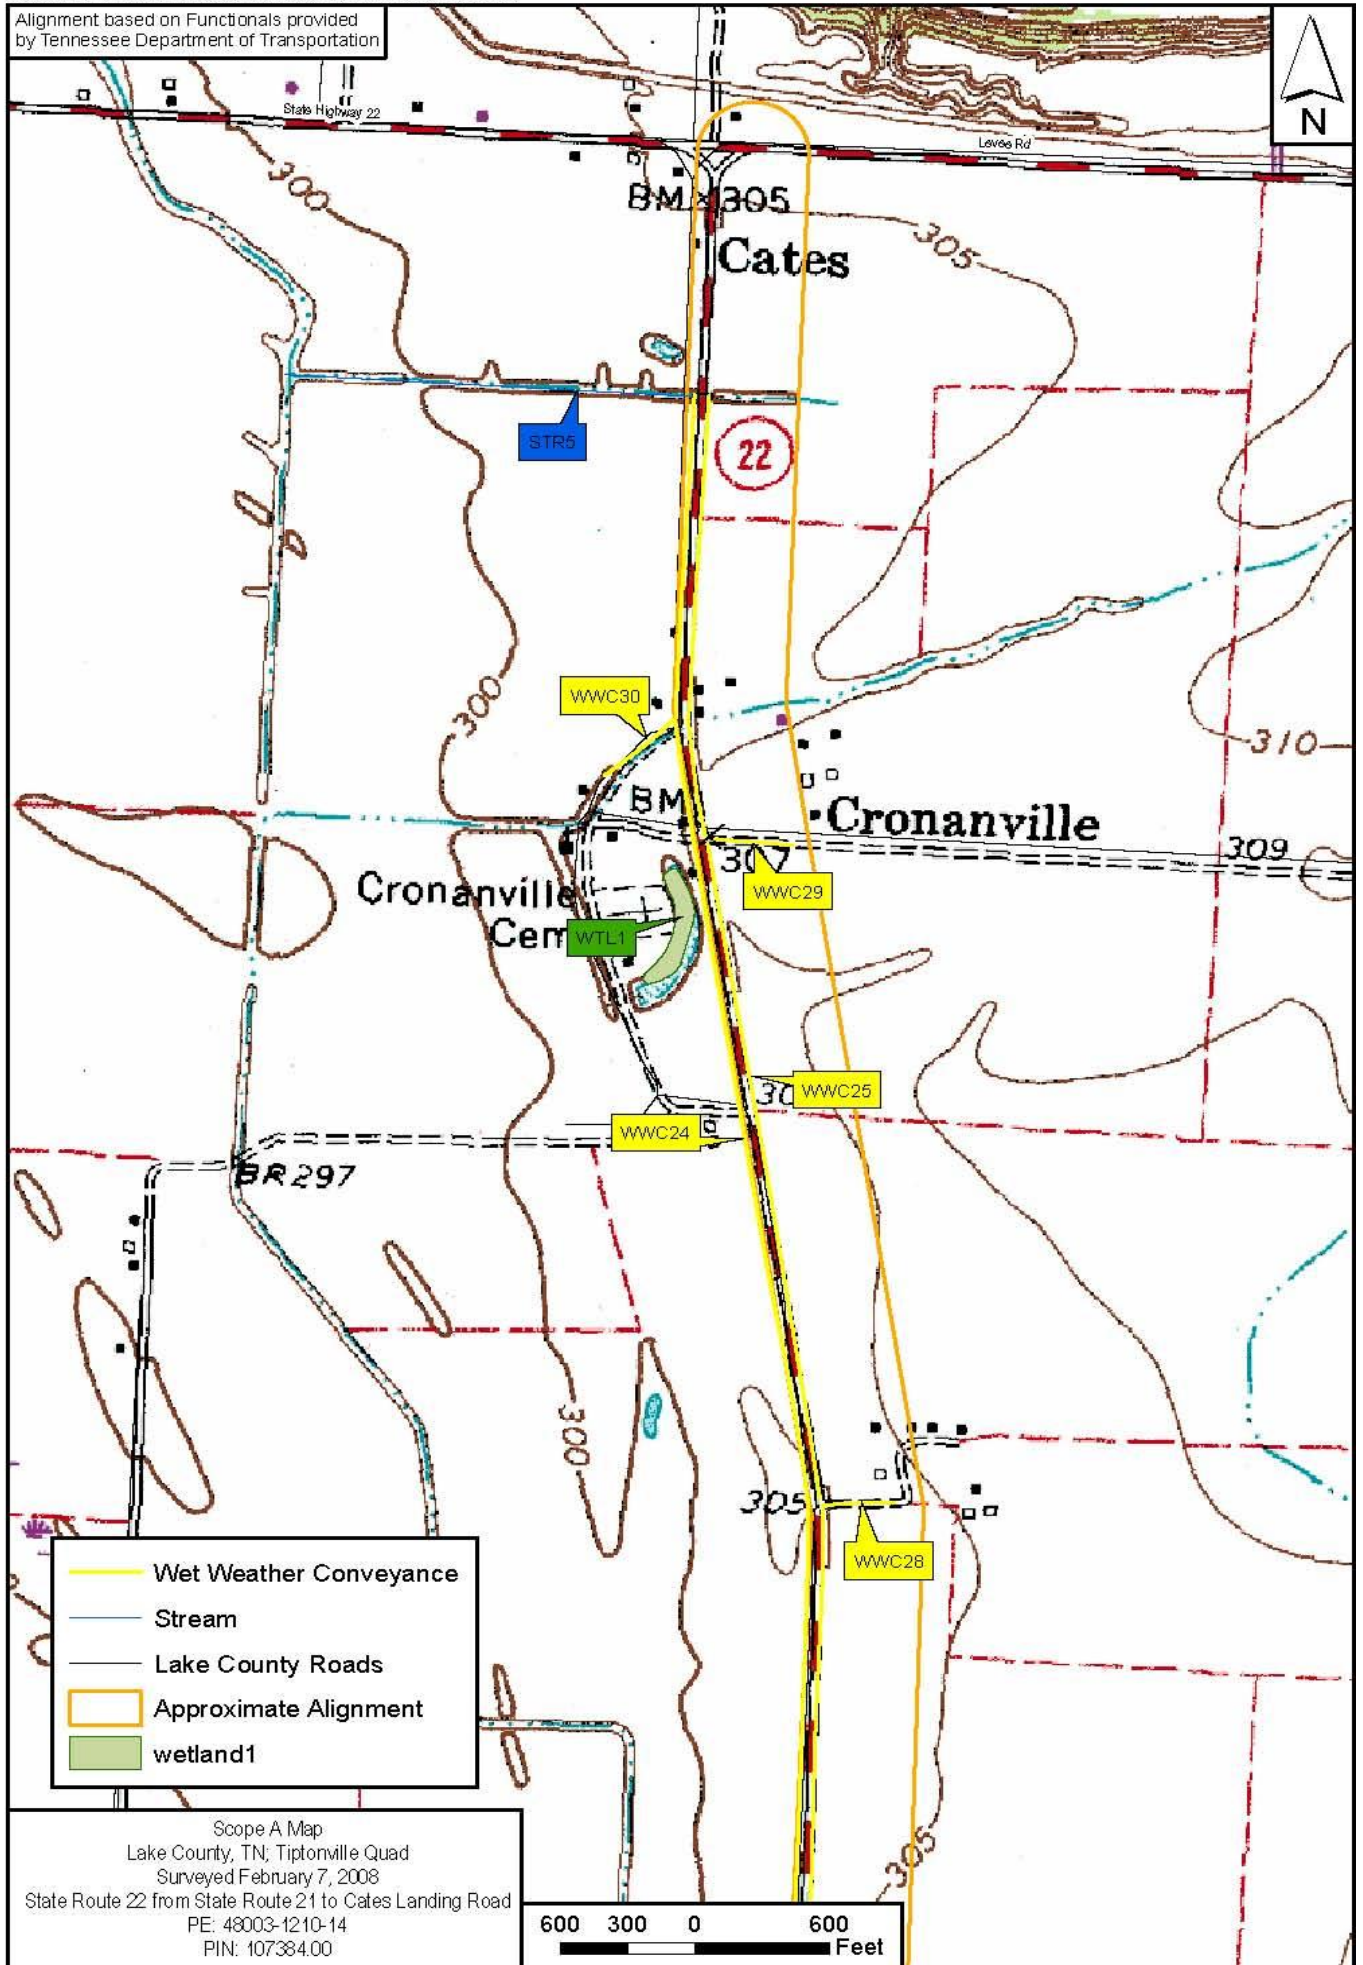 Alignment based on Functionals provided
by Tennessee Department of Transportation
N
State Highway 22
Levee Rd
300
BM
305
Cates
305
STR5
22
WWC30
300
310
BM
Cronanville
307
309
WWC29
Cronanville
Cem
WTL1
WWC25
30
WWC24
BR 297
300
305
WWC28
Wet Weather Conveyance
Stream
Lake County Roads
Approximate Alignment
wetland1
305
Scope A Map
Lake County, TN; Tiptonville Quad
Surveyed February 7, 2008
State Route 22 from State Route 21 to Cates Landing Road
PE: 48003-1210-14
PIN: 107384.00
600 300 0 600
Feet